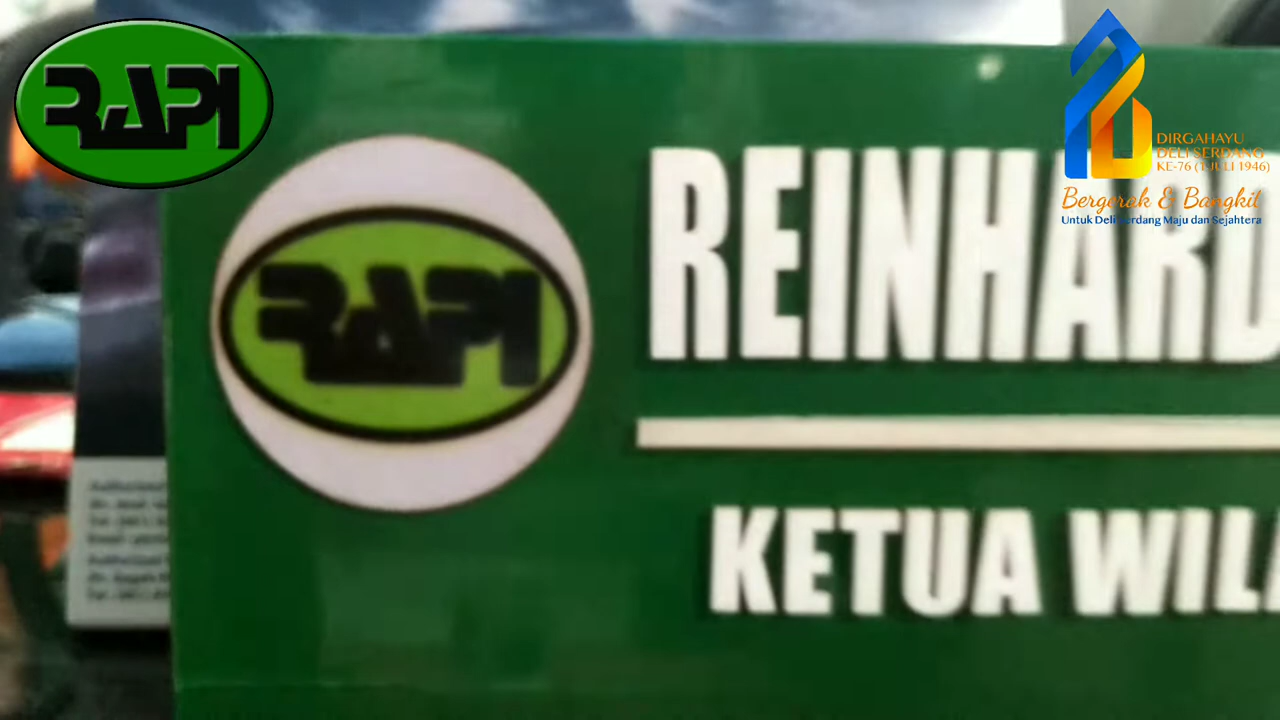 RAPI
DIRGAHAYU
DELI SERDANG
KE-76 (1 JULI 1946)
Bergerak & Bangkit
Untuk Deli Serdang Maju dan Sejahtera
RAPI
REINHARD
KETUA WIL